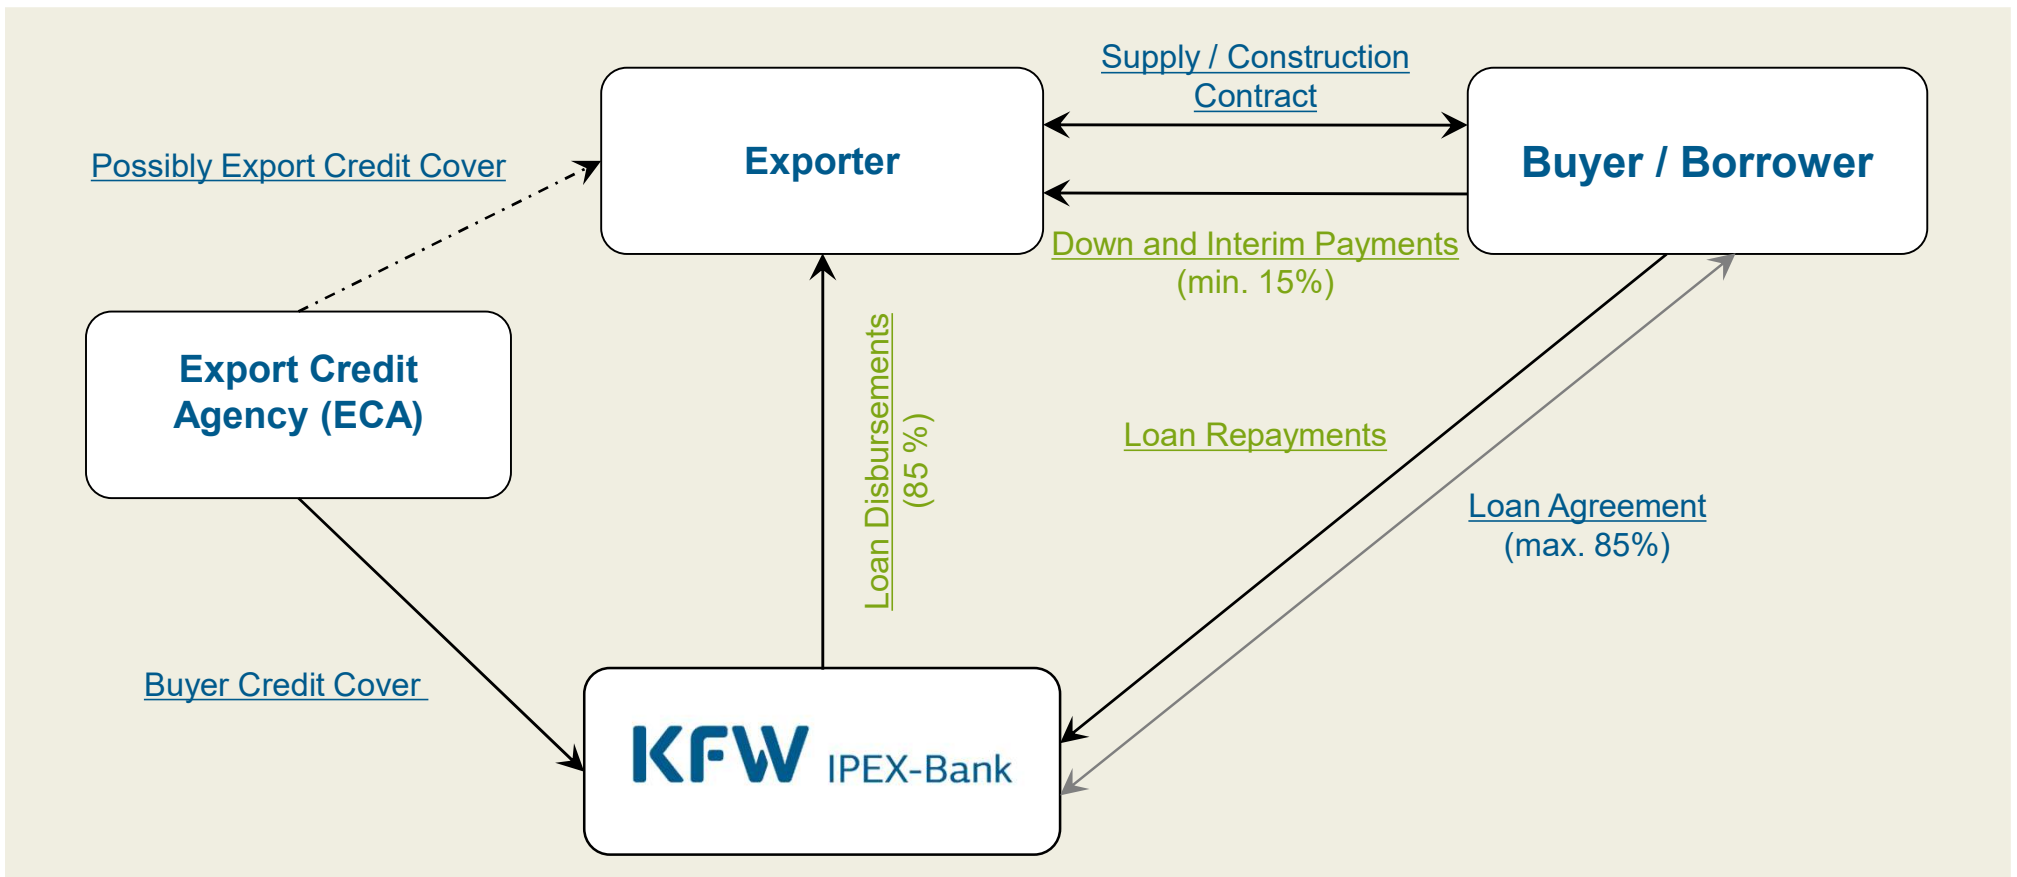 Supply / Construction
Contract
Possibly Export Credit Cover
Exporter
Buyer / Borrower
Down and Interim Payments
(min. 15%)
Export Credit
Agency (ECA)
Loan Disbursements
(85 %)
Loan Repayments
Loan Agreement
(max. 85%)
Buyer Credit Cover
KFW IPEX-Bank